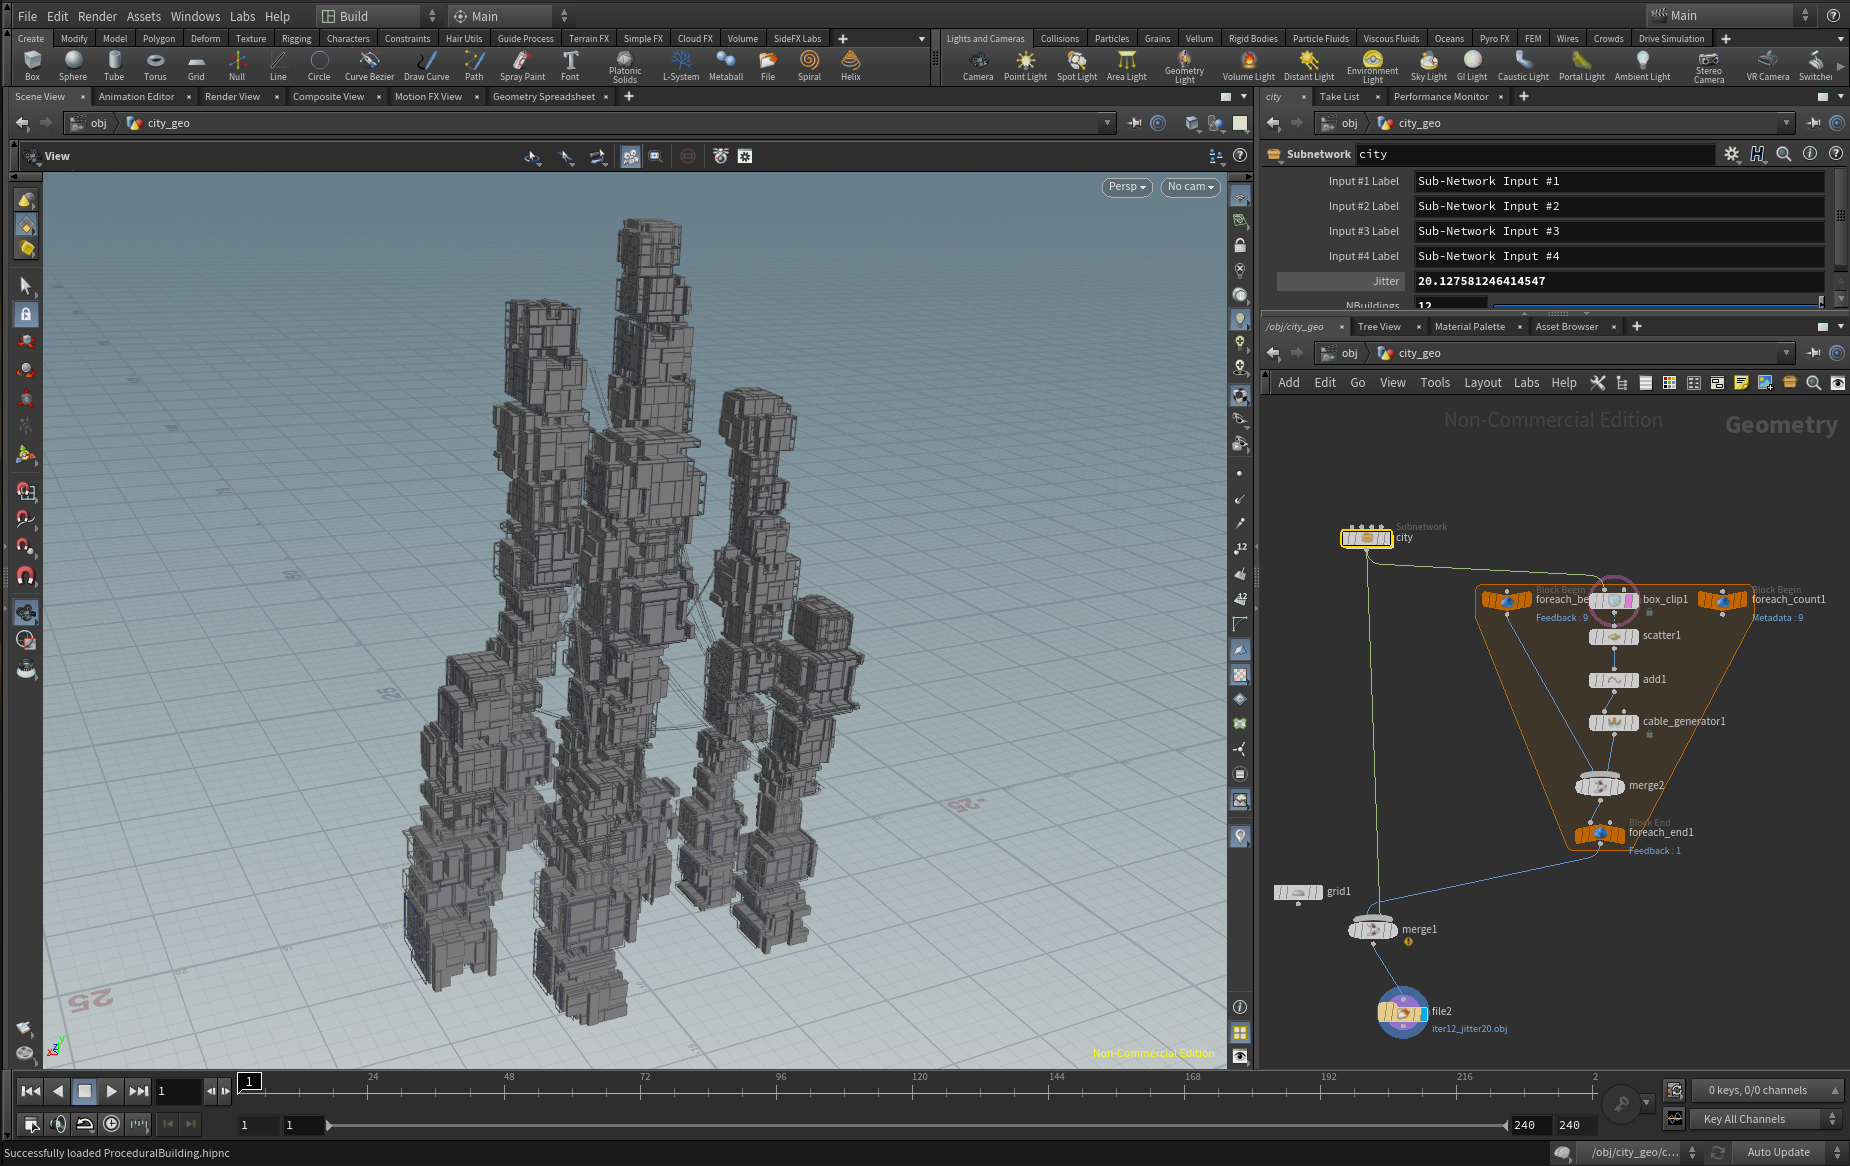 File Edit Render Assets Windows Labs Help Build Main Main
Create Modify Model Polygon Deform Texture Rigging Characters Constraints Hair Utils Guide Process Terrain FX Simple FX Cloud FX Volume SideFX Labs
Lights and Cameras Collisions Particles Grains Vellum Rigid Bodies Particle Fluids Viscous Fluids Oceans Pyro FX FEM Wires Crowds Drive Simulation
Box Sphere Tube Torus Grid Null Line Circle Curve Bezier Draw Curve Path Spray Paint Font Platonic Solids L-System Metaball File Spiral Helix
Camera Point Light Spot Light Area Light Geometry Light Volume Light Distant Light Environment Light Sky Light GI Light Caustic Light Portal Light Ambient Light Stereo Camera VR Camera Switcher
Scene View Animation Editor Render View Composite View Motion FX View Geometry Spreadsheet
city Take List Performance Monitor
obj city_geo
obj city_geo
View
Subnetwork city
Persp No cam
Input #1 Label Sub-Network Input #1
Input #2 Label Sub-Network Input #2
Input #3 Label Sub-Network Input #3
Input #4 Label Sub-Network Input #4
Jitter 20.127581246414547
NBuildings 12
/obj/city_geo Tree View Material Palette Asset Browser
obj city_geo
Add Edit Go View Tools Layout Labs Help
Non-Commercial Edition Geometry
Subnetwork
city
Block Begin
foreach_be
Feedback : 9
box_clip1
Block Begin
foreach_count1
Metadata : 9
scatter1
add1
cable_generator1
merge2
Block End
foreach_end1
Feedback : 1
grid1
merge1
file2
iter12_jitter20.obj
12
12
25
25
25
Non-Commercial Edition
1 1 24 48 72 96 120 144 168 192 216 2
0 keys, 0/0 channels
1 1 240 240
Key All Channels
Successfully loaded ProceduralBuilding.hipnc
/obj/city_geo/c... Auto Update